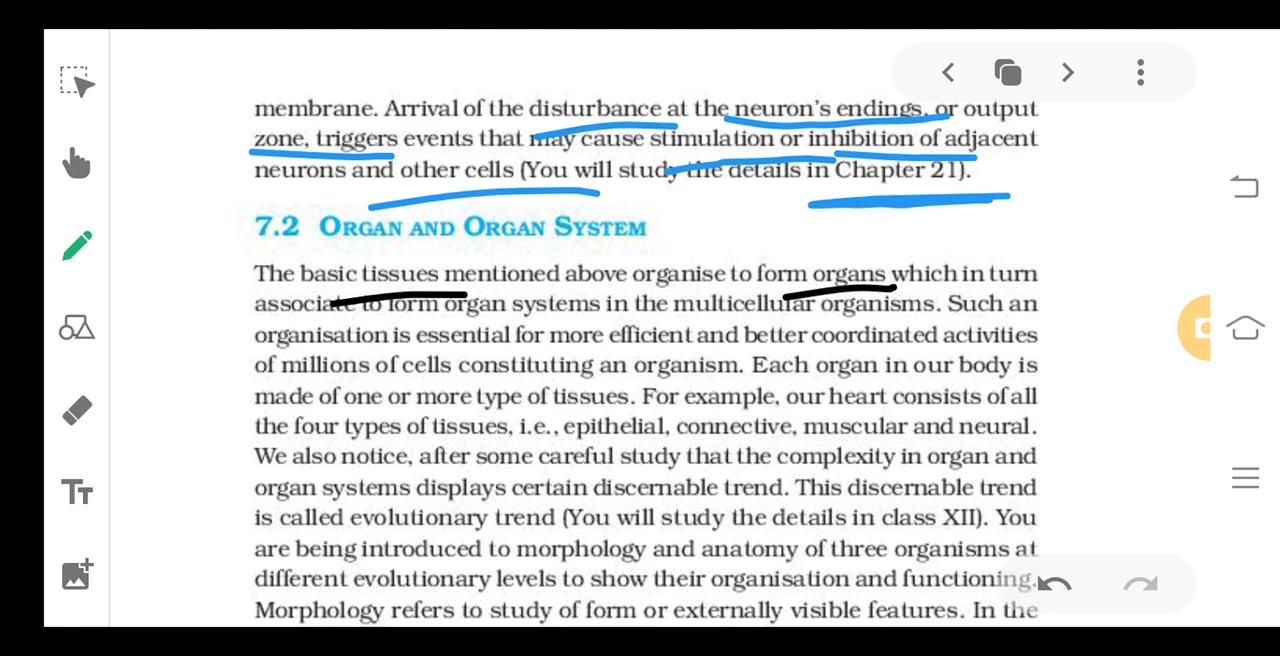 membrane. Arrival of the disturbance at the neuron's endings, or output
zone, triggers events that may cause stimulation or inhibition of adjacent
neurons and other cells (You will study the details in Chapter 21).
7.2 ORGAN AND ORGAN SYSTEM
The basic tissues mentioned above organise to form organs which in turn
associate to form organ systems in the multicellular organisms. Such an
organisation is essential for more efficient and better coordinated activities
of millions of cells constituting an organism. Each organ in our body is
made of one or more type of tissues. For example, our heart consists of all
the four types of tissues, i.e., epithelial, connective, muscular and neural.
We also notice, after some careful study that the complexity in organ and
organ systems displays certain discernable trend. This discernable trend
is called evolutionary trend (You will study the details in class XII). You
are being introduced to morphology and anatomy of three organisms at
different evolutionary levels to show their organisation and functioning.
Morphology refers to study of form or externally visible features. In the
TT